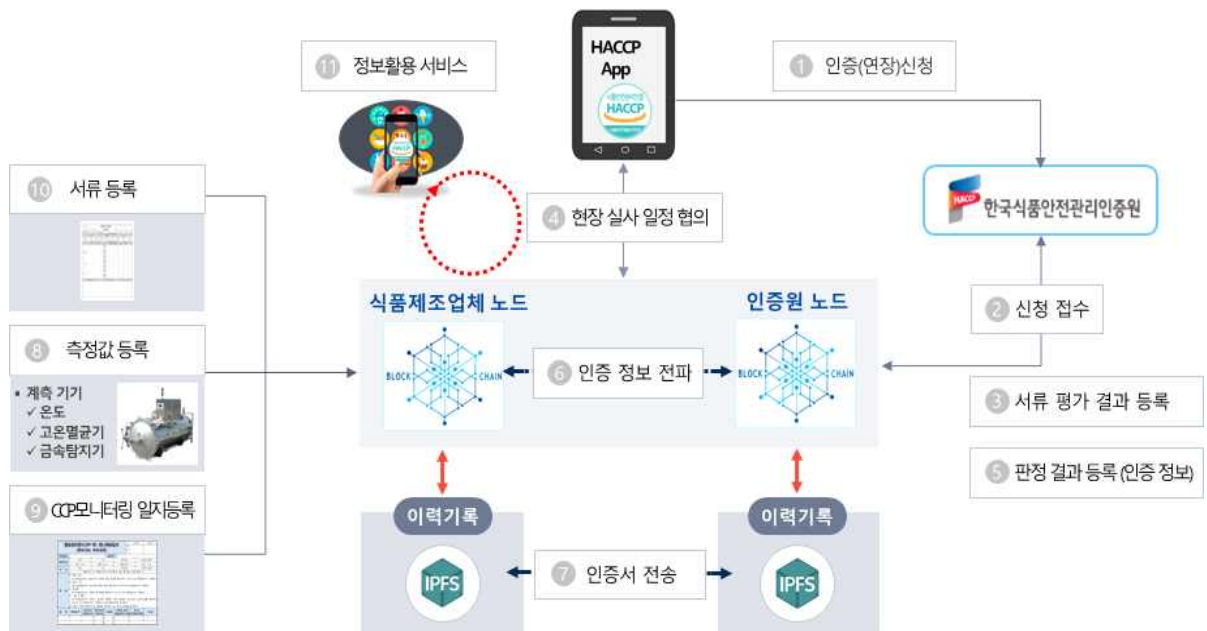 HACCP
App
HACCP
① 인증(연장)신청
⑪ 정보활용 서비스
HACCP
⑩ 서류 등록
④ 현장 실사 일정 협의
HACCP
한국식품안전관리인증원
식품제조업체 노드
인증원 노드
② 신청 접수
⑧ 측정값 등록
BLOCK CHAIN
⑥ 인증 정보 전파
BLOCK CHAIN
• 계측 기기
✓ 온도
✓ 고온멸균기
✓ 금속탐지기
③ 서류 평가 결과 등록
⑤ 판정 결과 등록 (인증 정보)
⑨ CCP모니터링 일지등록
이력기록
이력기록
IPFS
⑦ 인증서 전송
IPFS